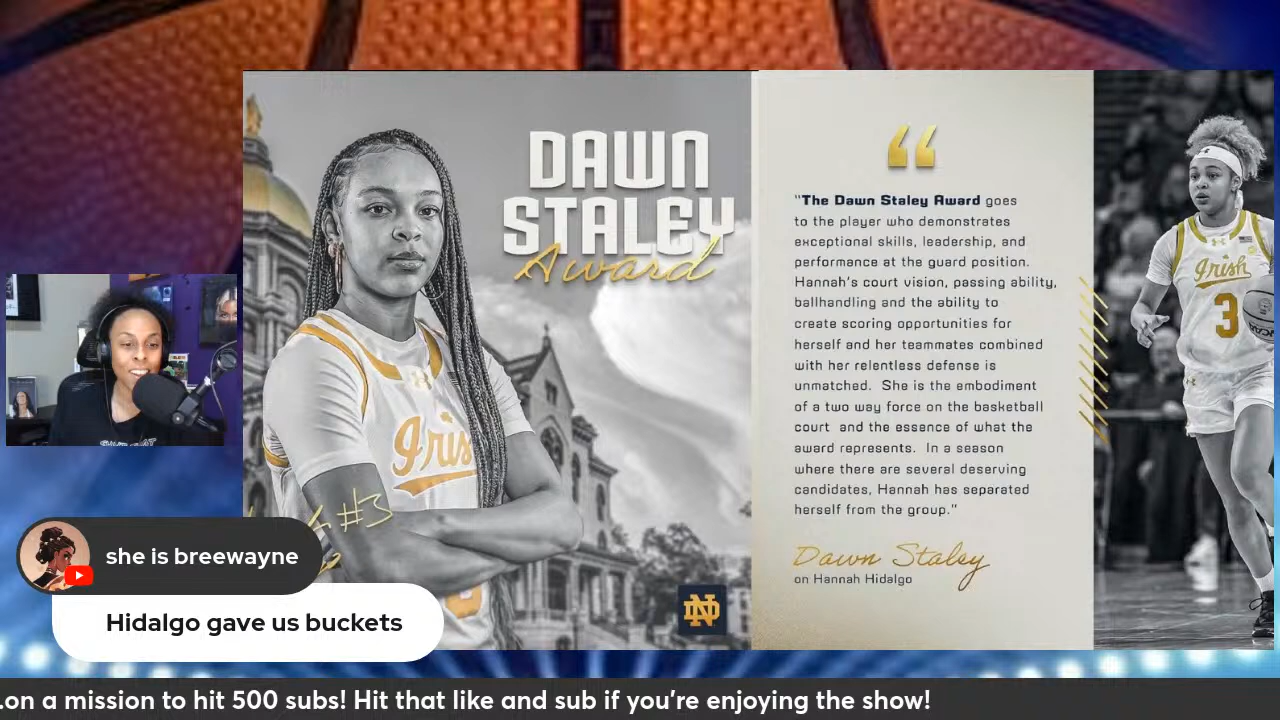 DAWN
STALEY
Award
"The Dawn Staley Award goes
to the player who demonstrates
exceptional skills, leadership, and
performance at the guard position.
Hannah's court vision, passing ability,
ballhandling and the ability to
create scoring opportunities for
herself and her teammates combined
with her relentless defense is
unmatched. She is the embodiment
of a two way force on the basketball
court and the essence of what the
award represents. In a season
where there are several deserving
candidates, Hannah has separated
herself from the group."
Dawn Staley
on Hannah Hidalgo
Irish
3
Iris
#3
ND
she is breewayne
Hidalgo gave us buckets
.on a mission to hit 500 subs! Hit that like and sub if you're enjoying the show!